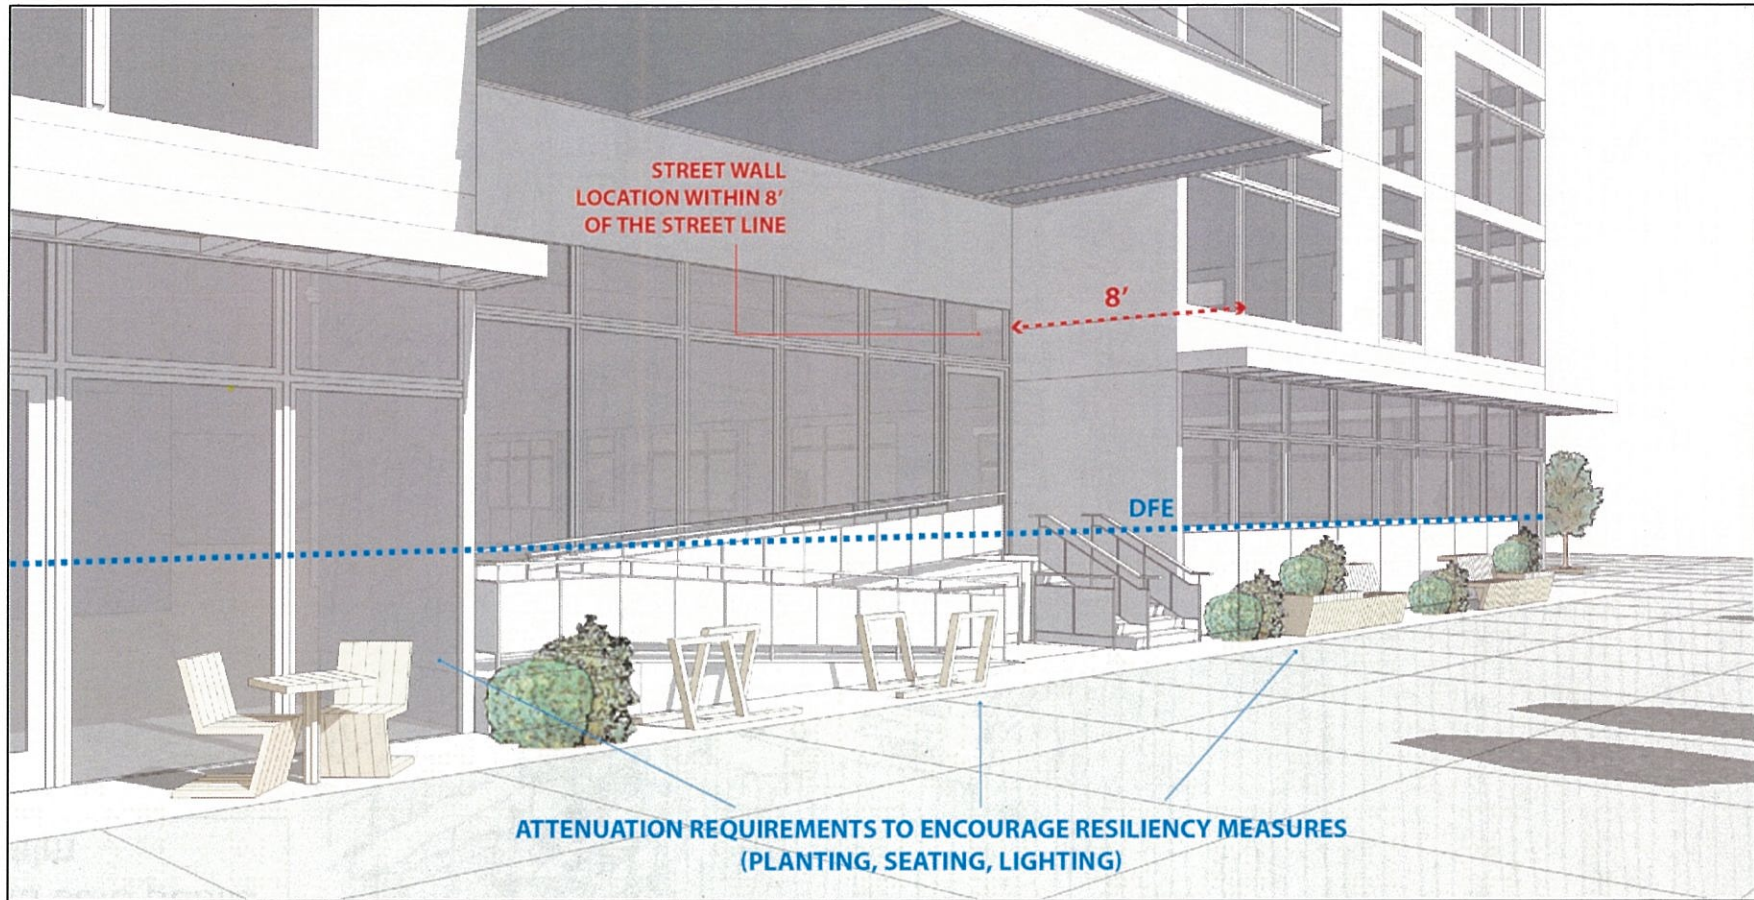 STREET WALL
LOCATION WITHIN 8'
OF THE STREET LINE
8'
DFE
ATTENUATION REQUIREMENTS TO ENCOURAGE RESILIENCY MEASURES
(PLANTING, SEATING, LIGHTING)